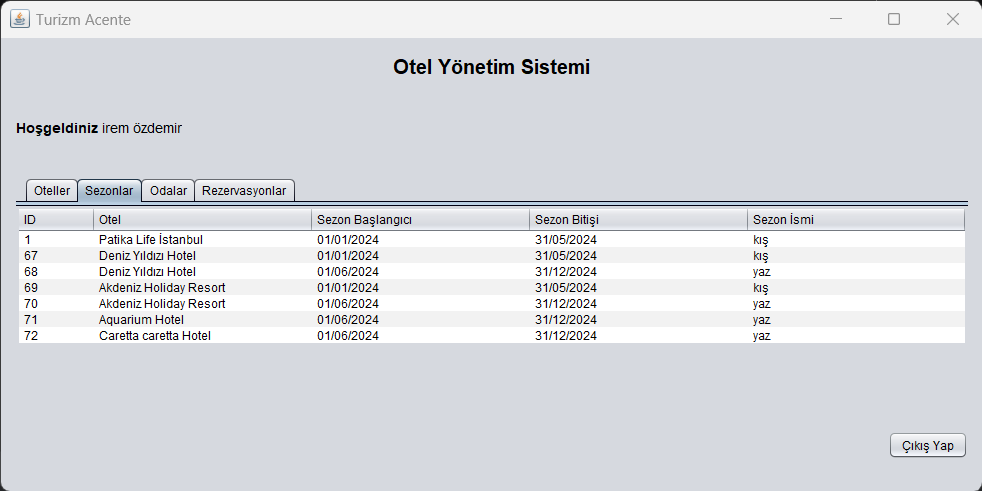 Turizm Acente
Otel Yönetim Sistemi
Hoşgeldiniz irem özdemir
Oteller Sezonlar Odalar Rezervasyonlar
ID Otel Sezon Başlangıcı Sezon Bitişi Sezon İsmi
1 Patika Life İstanbul 01/01/2024 31/05/2024 kış
67 Deniz Yıldızı Hotel 01/01/2024 31/05/2024 kış
68 Deniz Yıldızı Hotel 01/06/2024 31/12/2024 yaz
69 Akdeniz Holiday Resort 01/01/2024 31/05/2024 kış
70 Akdeniz Holiday Resort 01/06/2024 31/12/2024 yaz
71 Aquarium Hotel 01/06/2024 31/12/2024 yaz
72 Caretta caretta Hotel 01/06/2024 31/12/2024 yaz
Çıkış Yap